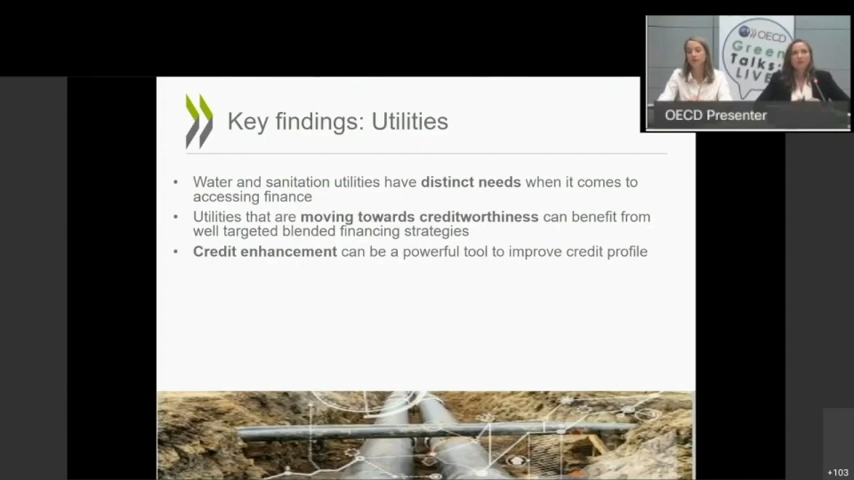 OECD
Green
Talks
LIVE
OECD Presenter
Key findings: Utilities
• Water and sanitation utilities have distinct needs when it comes to
accessing finance
• Utilities that are moving towards creditworthiness can benefit from
well targeted blended financing strategies
• Credit enhancement can be a powerful tool to improve credit profile
+103